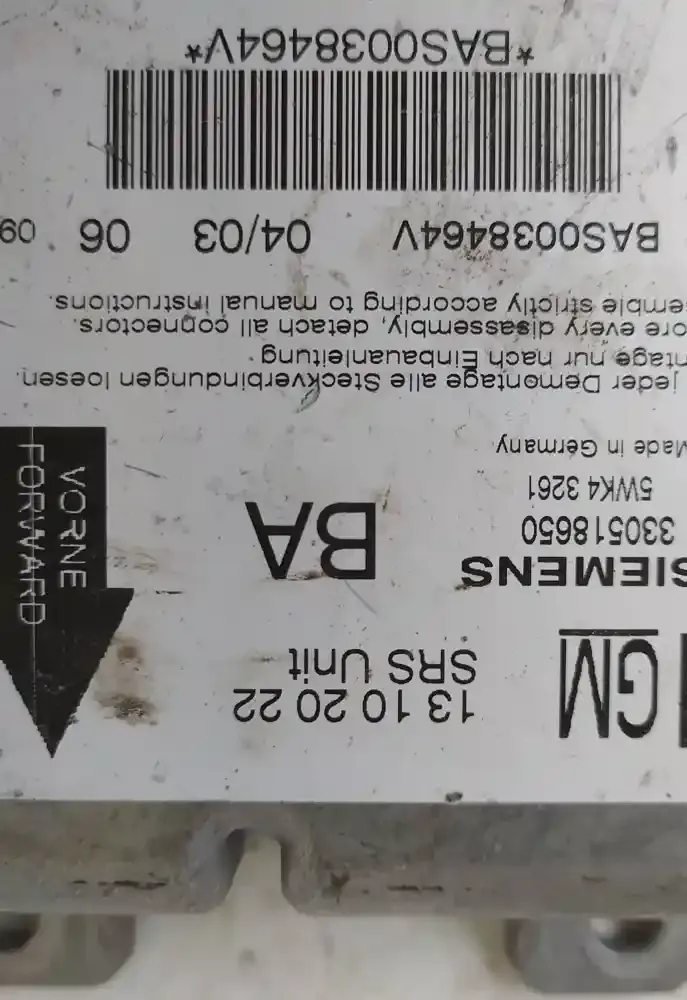 GM
13 10 20 22
SRS Unit
SIEMENS
BA
330518650
5WK4 3261
Made in Germany
VORNE
FORWARD
jeder Demontage alle Steckverbindungen loesen.
ntage nur nach Einbauanleitung.
ore every disassembly, detach all connectors.
emble strictly according to manual instructions.
BAS0038464V 04/03 06 . 09
*BAS0038464V*